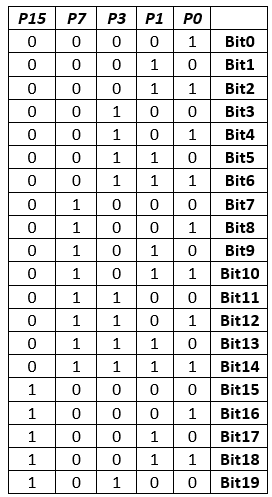 P15 P7 P3 P1 P0
0 0 0 0 1 Bit0
0 0 0 1 0 Bit1
0 0 0 1 1 Bit2
0 0 1 0 0 Bit3
0 0 1 0 1 Bit4
0 0 1 1 0 Bit5
0 0 1 1 1 Bit6
0 1 0 0 0 Bit7
0 1 0 0 1 Bit8
0 1 0 1 0 Bit9
0 1 0 1 1 Bit10
0 1 1 0 0 Bit11
0 1 1 0 1 Bit12
0 1 1 1 0 Bit13
0 1 1 1 1 Bit14
1 0 0 0 0 Bit15
1 0 0 0 1 Bit16
1 0 0 1 0 Bit17
1 0 0 1 1 Bit18
1 0 1 0 0 Bit19